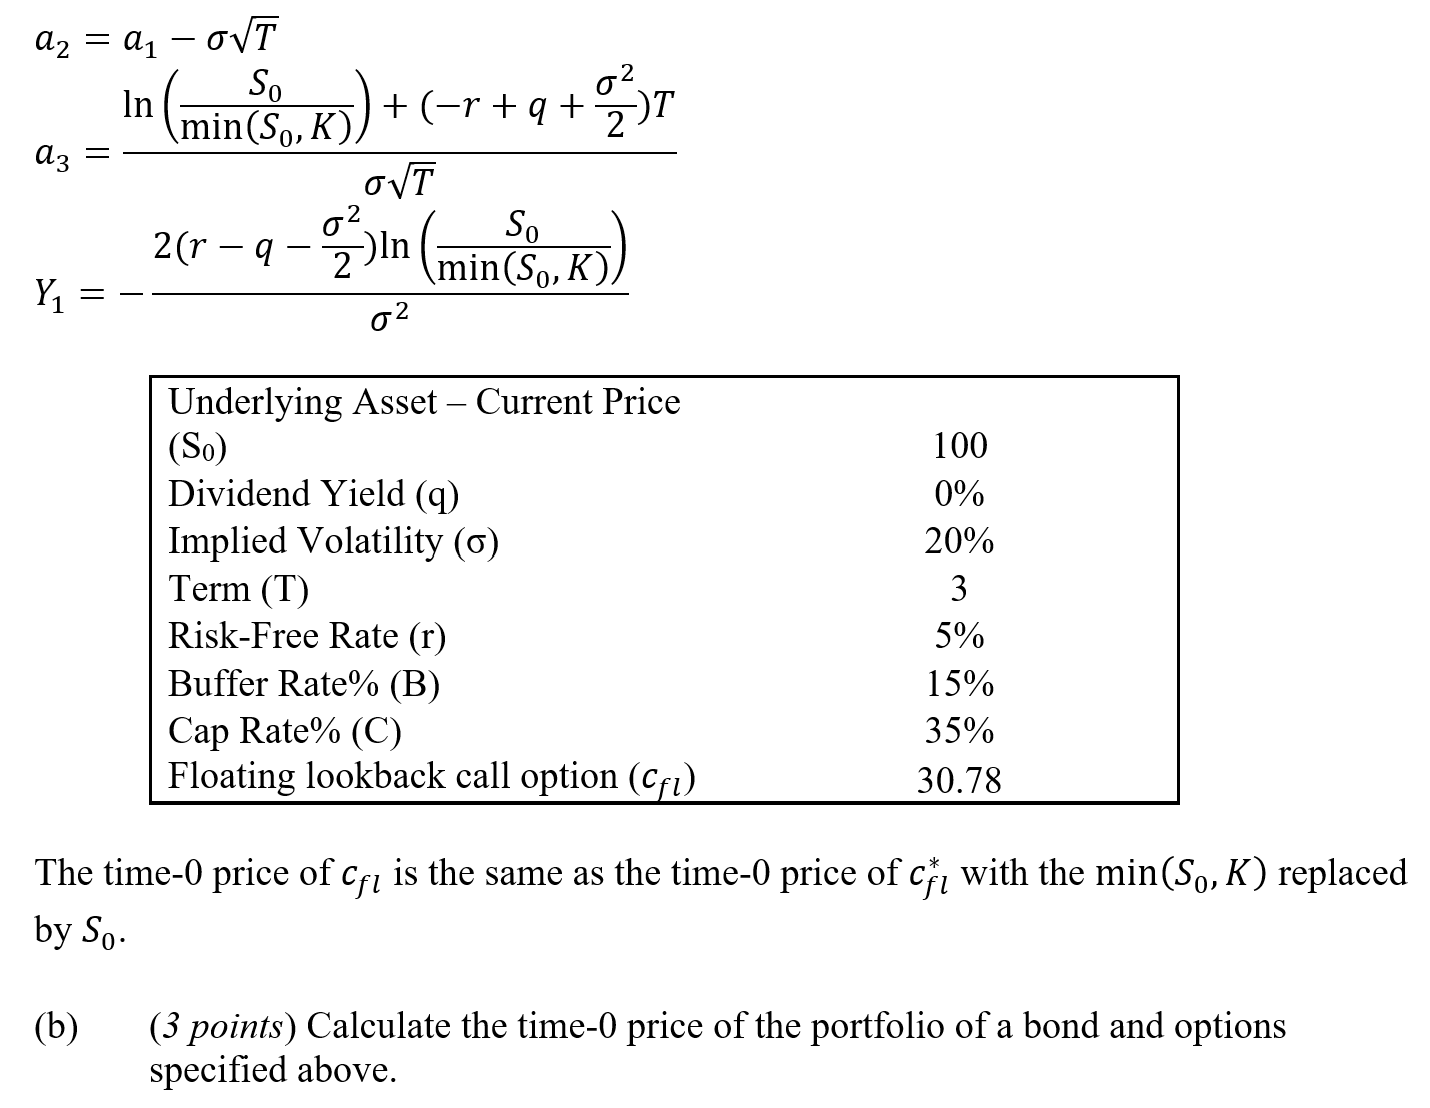 a₂ = a₁ − σ√T
a₃ = (ln(S₀ / min(S₀, K)) + (−r + q + σ²/2)T) / (σ√T)
Y₁ = − (2(r − q − σ²/2)ln(S₀ / min(S₀, K))) / σ²
Underlying Asset – Current Price
(S₀) 100
Dividend Yield (q) 0%
Implied Volatility (σ) 20%
Term (T) 3
Risk-Free Rate (r) 5%
Buffer Rate% (B) 15%
Cap Rate% (C) 35%
Floating lookback call option (c_fl) 30.78
The time-0 price of c_fl is the same as the time-0 price of c*_fl with the min(S₀, K) replaced
by S₀.
(b) (3 points) Calculate the time-0 price of the portfolio of a bond and options
specified above.